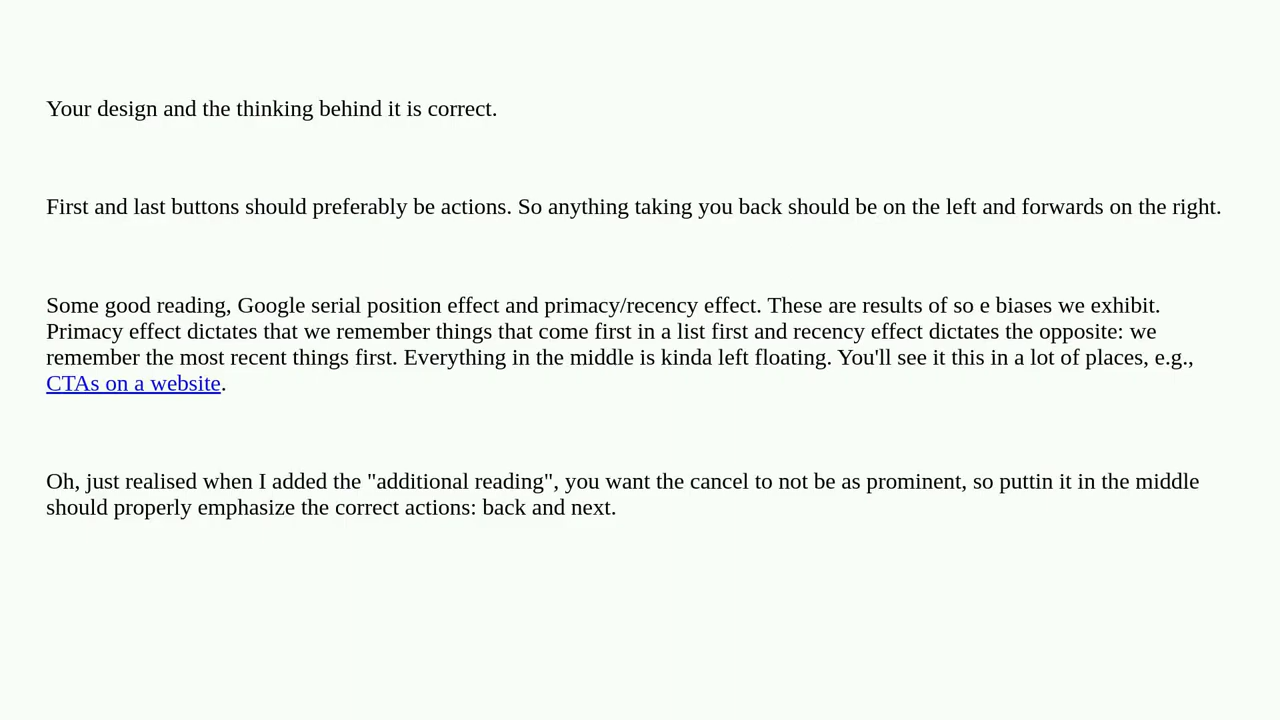 Your design and the thinking behind it is correct.
First and last buttons should preferably be actions. So anything taking you back should be on the left and forwards on the right.
Some good reading, Google serial position effect and primacy/recency effect. These are results of so e biases we exhibit.
Primacy effect dictates that we remember things that come first in a list first and recency effect dictates the opposite: we
remember the most recent things first. Everything in the middle is kinda left floating. You'll see it this in a lot of places, e.g.,
CTAs on a website.
Oh, just realised when I added the "additional reading", you want the cancel to not be as prominent, so puttin it in the middle
should properly emphasize the correct actions: back and next.